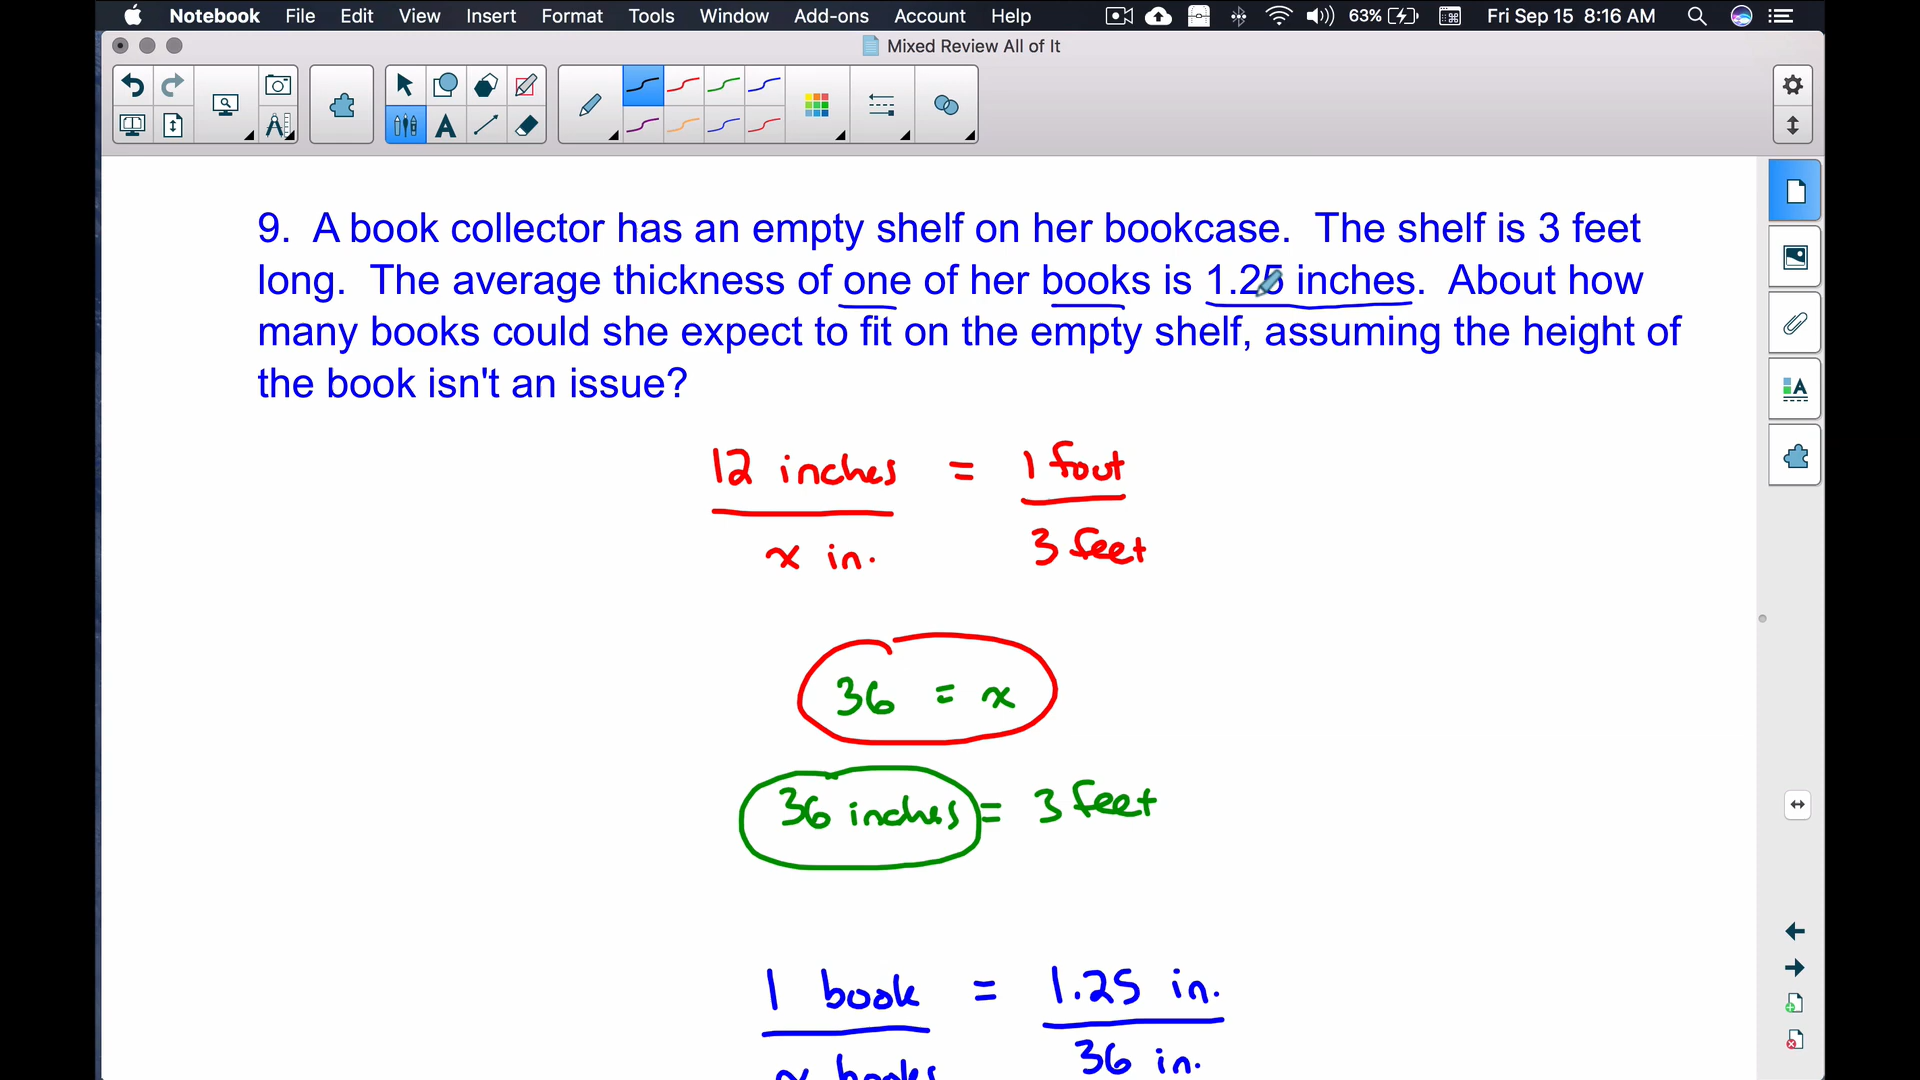 Notebook File Edit View Insert Format Tools Window Add-ons Account Help 63% Fri Sep 15 8:16 AM
Mixed Review All of It
A
A
9. A book collector has an empty shelf on her bookcase. The shelf is 3 feet
long. The average thickness of one of her books is 1.25 inches. About how
many books could she expect to fit on the empty shelf, assuming the height of
the book isn't an issue?
12 inches = 1 foot
x in. 3 feet
36 = x
36 inches = 3 feet
1 book = 1.25 in.
x books 36 in.